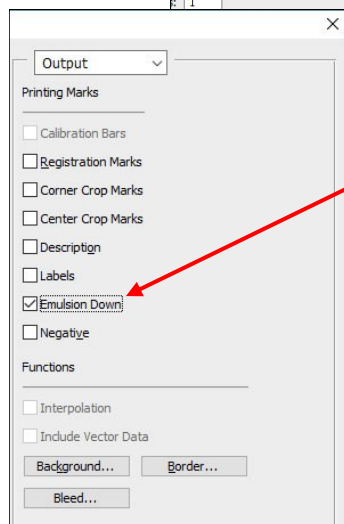 1
Output
Printing Marks
Calibration Bars
Registration Marks
Corner Crop Marks
Center Crop Marks
Description
Labels
Emulsion Down
Negative
Functions
Interpolation
Include Vector Data
Background... Border...
Bleed...